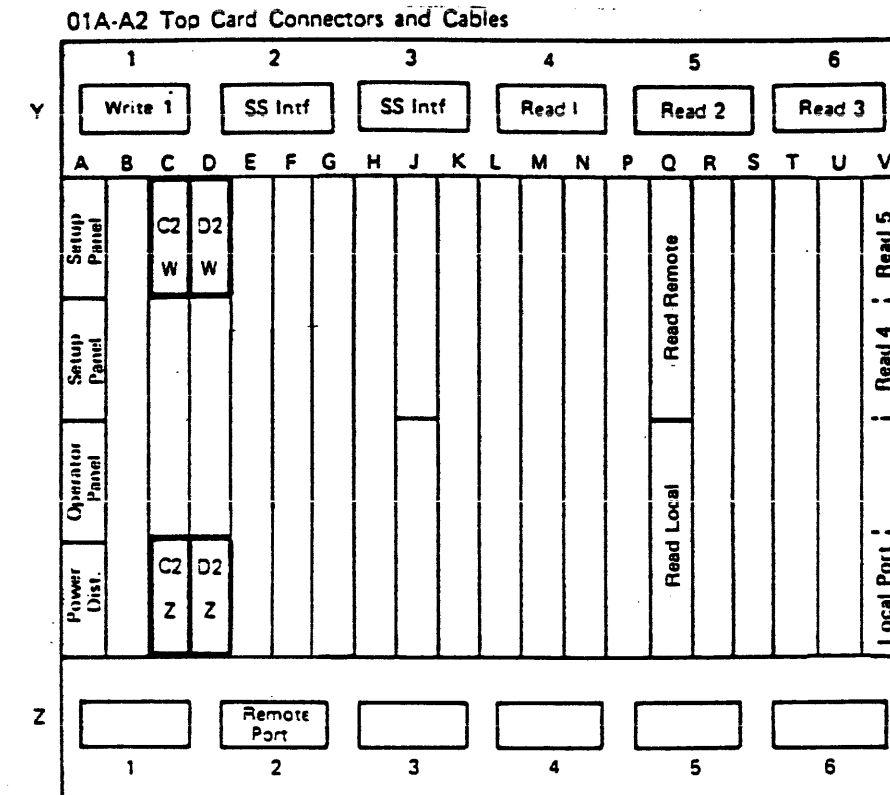 01A-A2 Top Card Connectors and Cables
1 2 3 4 5 6
Y Write 1 SS Intf SS Intf Read 1 Read 2 Read 3
A B C D E F G H J K L M N P Q R S T U V
Setup
Panel
C2 D2
W W
Read Remote
Read 5
Setup
Panel
Read 4
Operator
Panel
Read Local
Power
Dist.
C2 D2
Z Z
Local Port
Z Remote
Port
1 2 3 4 5 6